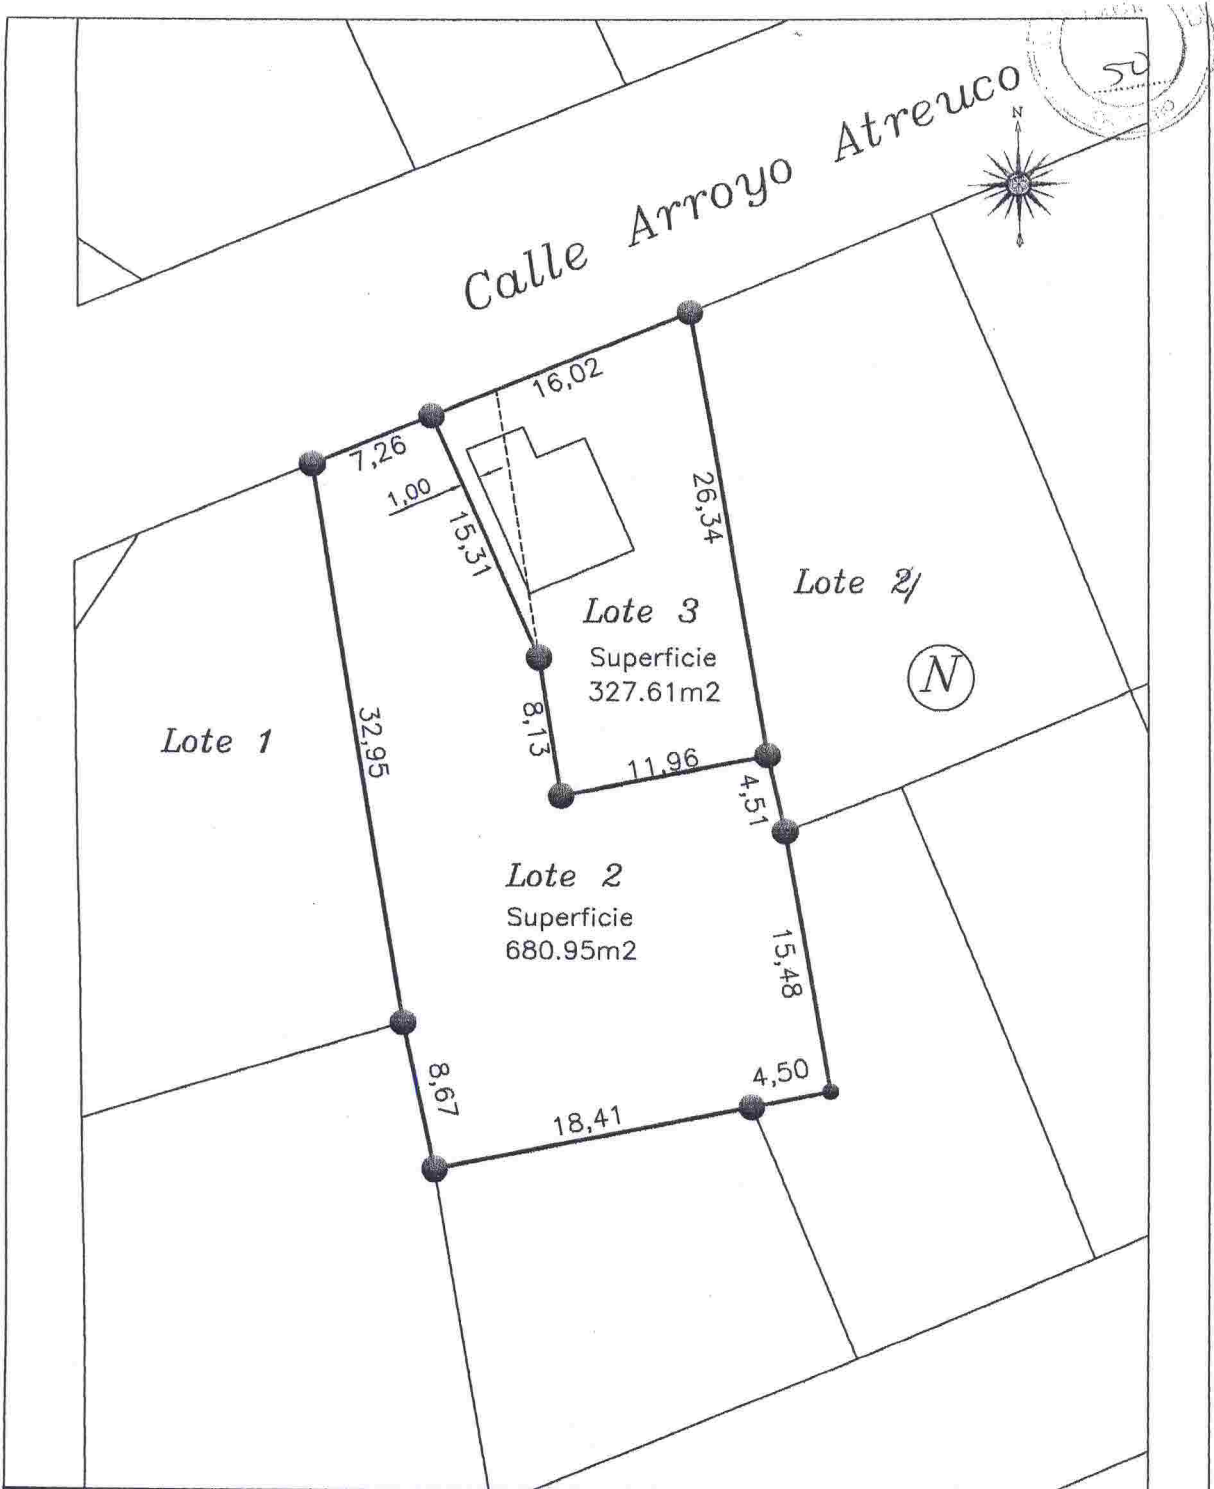 50
Calle Arroyo Atreuco
N
16,02
7,26
1,00
15,31
26,34
Lote 2
Lote 3
Superficie
327.61m2
N
Lote 1
32,95
8,13
11,96
4,51
Lote 2
Superficie
680.95m2
15,48
8,67
4,50
18,41